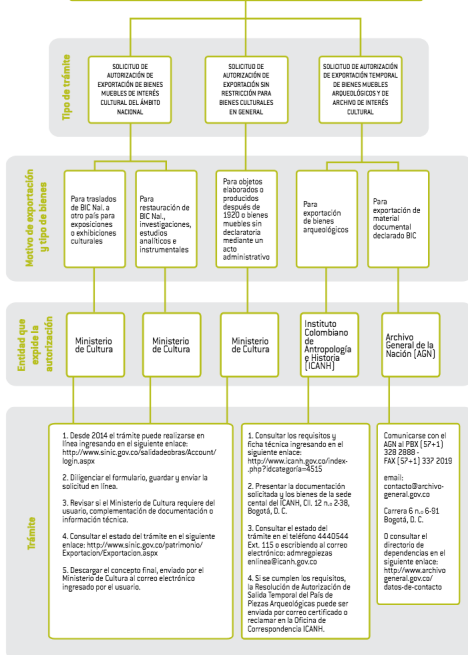 Tipo de trámite
SOLICITUD DE
AUTORIZACIÓN DE
EXPORTACIÓN DE BIENES
MUEBLES DE INTERÉS
CULTURAL DEL ÁMBITO
NACIONAL
SOLICITUD DE
AUTORIZACIÓN DE
EXPORTACIÓN SIN
RESTRICCIÓN PARA
BIENES CULTURALES
EN GENERAL
SOLICITUD DE AUTORIZACIÓN
DE EXPORTACIÓN TEMPORAL
DE BIENES MUEBLES
ARQUEOLÓGICOS Y DE
ARCHIVO DE INTERÉS
CULTURAL
Motivo de exportación
y tipo de bienes
Para traslados
de BIC Nal. a
otro país para
exposiciones
o exhibiciones
culturales
Para
restauración de
BIC Nal.,
investigaciones,
estudios
analíticos e
instrumentales
Para objetos
elaborados o
producidos
después de
1920 o bienes
muebles sin
declaratoria
mediante un
acto
administrativo
Para
exportación
de bienes
arqueológicos
Para
exportación de
material
documental
declarado BIC
Entidad que
expide la
autorización
Ministerio
de Cultura
Ministerio
de Cultura
Ministerio
de Cultura
Instituto
Colombiano
de
Antropología
e Historia
(ICANH)
Archivo
General de la
Nación (AGN)
Trámite
1. Desde 2014 el trámite puede realizarse en
línea ingresando en el siguiente enlace:
http://www.sinic.gov.co/salidadeobras/Account/
login.aspx
2. Diligenciar el formulario, guardar y enviar la
solicitud en línea.
3. Revisar si el Ministerio de Cultura requiere del
usuario, complementación de documentación o
información técnica.
4. Consultar el estado del trámite en el siguiente
enlace: http://www.sinic.gov.co/patrimonio/
Exportacion/Exportacion.aspx
5. Descargar el concepto final, enviado por el
Ministerio de Cultura al correo electrónico
ingresado por el usuario.
1. Consultar los requisitos y
ficha técnica ingresando en el
siguiente enlace:
http://www.icanh.gov.co/index-
.php?idcategoria=4515
2. Presentar la documentación
solicitada y los bienes de la sede
central del ICANH, Cll. 12 n.o 2-38,
Bogotá, D. C.
3. Consultar el estado del
trámite en el teléfono 4440544
Ext. 115 o escribiendo al correo
electrónico: admregpiezas
enlinea@icanh.gov.co
4. Si se cumplen los requisitos,
la Resolución de Autorización de
Salida Temporal del País de
Piezas Arqueológicas puede ser
enviada por correo certificado o
reclamar en la Oficina de
Correspondencia ICANH.
Comunicarse con el
AGN al PBX (57+1)
328 2888 -
FAX (57+1) 337 2019
email:
contacto@archivo-
general.gov.co
Carrera 6 n.o 6-91
Bogotá, D. C.
O consultar el
directorio de
dependencias en el
siguiente enlace:
http://www.archivo
general.gov.co/
datos-de-contacto